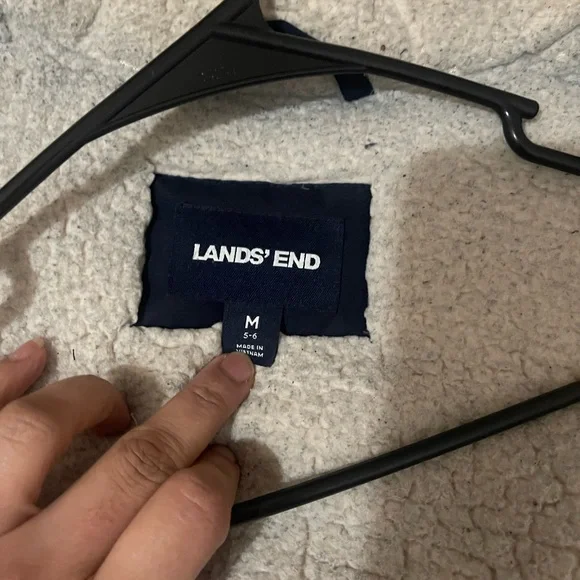 LANDS' END
M
5-6
MADE IN
VIETNAM